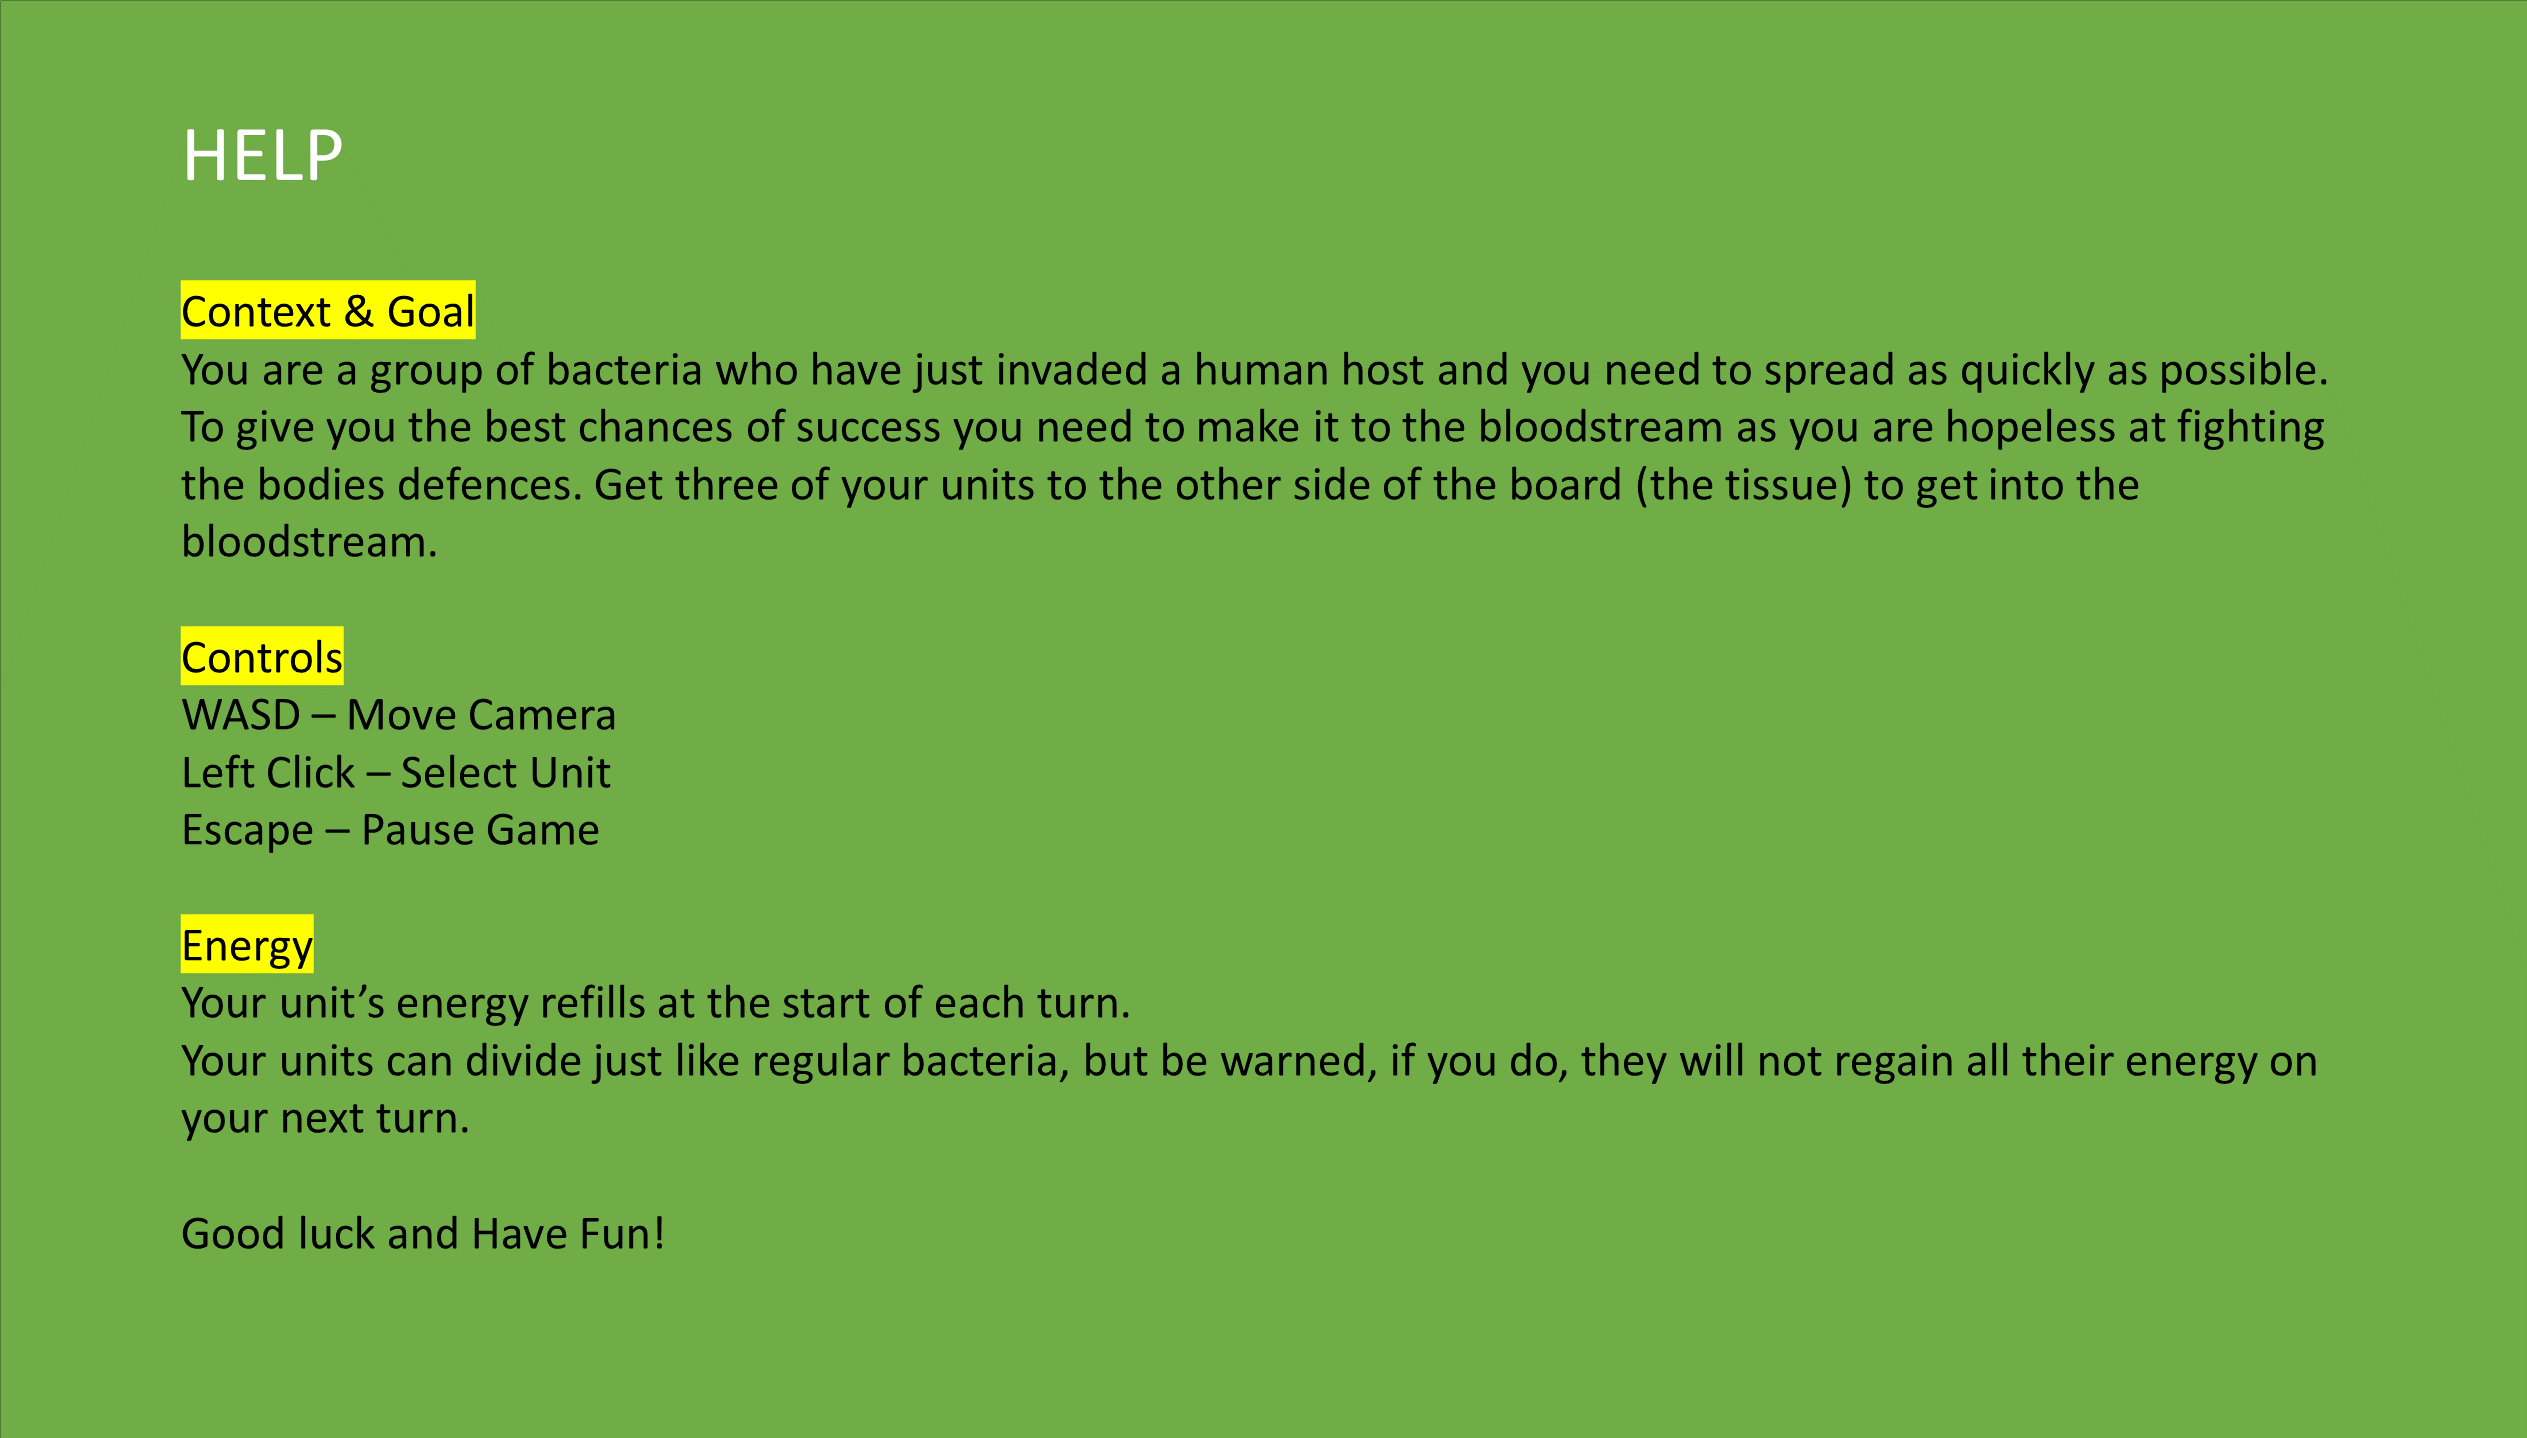 HELP
Context & Goal
You are a group of bacteria who have just invaded a human host and you need to spread as quickly as possible.
To give you the best chances of success you need to make it to the bloodstream as you are hopeless at fighting
the bodies defences. Get three of your units to the other side of the board (the tissue) to get into the
bloodstream.
Controls
WASD – Move Camera
Left Click – Select Unit
Escape – Pause Game
Energy
Your unit’s energy refills at the start of each turn.
Your units can divide just like regular bacteria, but be warned, if you do, they will not regain all their energy on
your next turn.
Good luck and Have Fun!